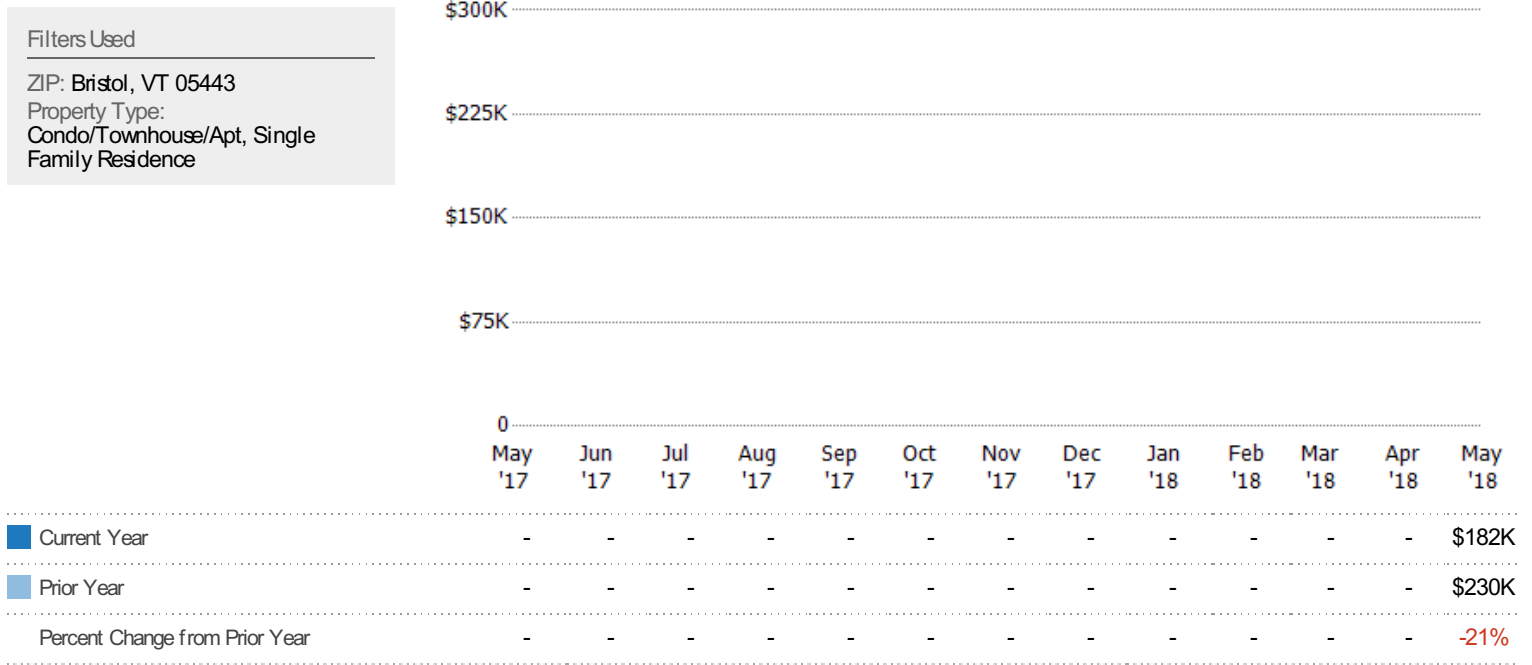 Filters Used
ZIP: Bristol, VT 05443
Property Type:
Condo/Townhouse/Apt, Single
Family Residence
$300K
$225K
$150K
$75K
0
May Jun Jul Aug Sep Oct Nov Dec Jan Feb Mar Apr May
'17 '17 '17 '17 '17 '17 '17 '17 '18 '18 '18 '18 '18
Current Year - - - - - - - - - - - - $182K
Prior Year - - - - - - - - - - - - $230K
Percent Change from Prior Year - - - - - - - - - - - - -21%